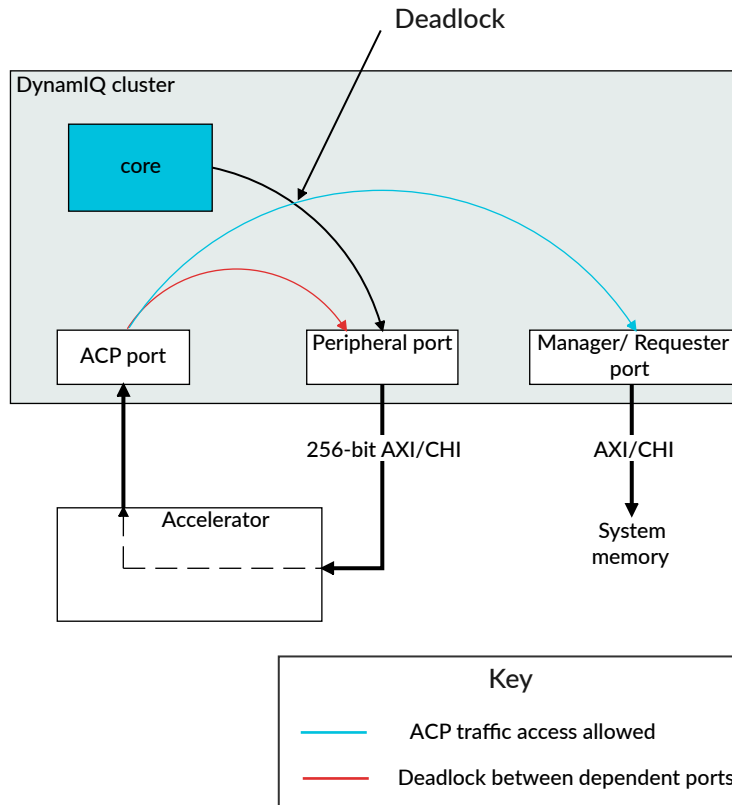 Deadlock
DynamIQ cluster
core
ACP port
Peripheral port
Manager/ Requester
port
256-bit AXI/CHI
AXI/CHI
Accelerator
System
memory
Key
ACP traffic access allowed
Deadlock between dependent ports